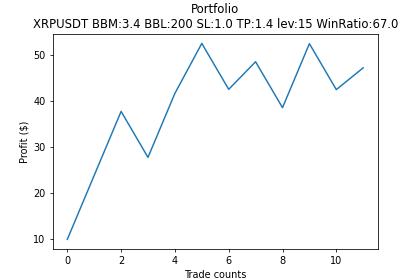 Portfolio
XRPUSDT BBM:3.4 BBL:200 SL:1.0 TP:1.4 lev:15 WinRatio:67.0
50
40
30
20
10
Profit ($)
0 2 4 6 8 10
Trade counts